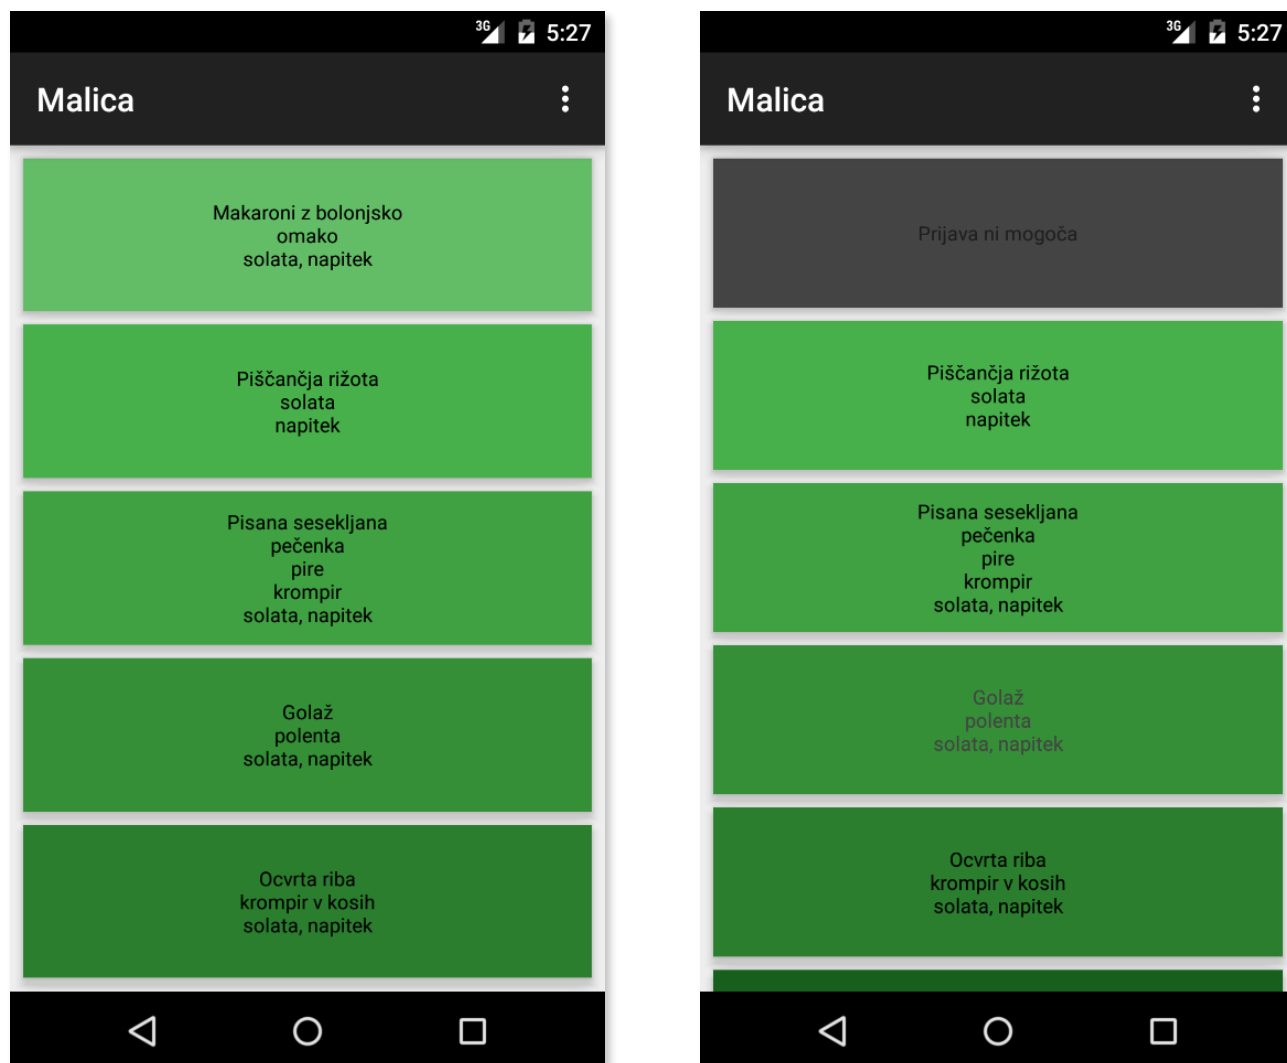 3G 5:27
Malica
Makaroni z bolonjsko
omako
solata, napitek
Piščančja rižota
solata
napitek
Pisana sesekljana
pečenka
pire
krompir
solata, napitek
Golaž
polenta
solata, napitek
Ocvrta riba
krompir v kosih
solata, napitek
3G 5:27
Malica
Prijava ni mogoča
Piščančja rižota
solata
napitek
Pisana sesekljana
pečenka
pire
krompir
solata, napitek
Golaž
polenta
solata, napitek
Ocvrta riba
krompir v kosih
solata, napitek